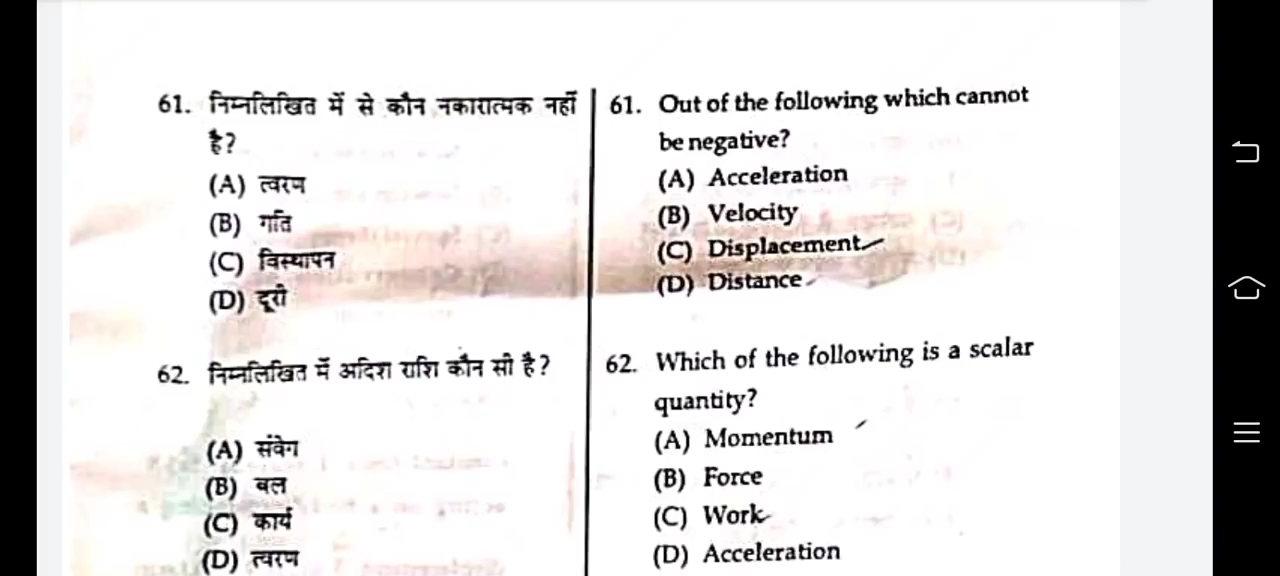 61. निम्नलिखित में से कौन नकारात्मक नहीं
है?
(A) त्वरण
(B) गति
(C) विस्थापन
(D) दूरी
62. निम्नलिखित में अदिश राशि कौन सी है?
(A) संवेग
(B) बल
(C) कार्य
(D) त्वरण
61. Out of the following which cannot
be negative?
(A) Acceleration
(B) Velocity
(C) Displacement
(D) Distance
62. Which of the following is a scalar
quantity?
(A) Momentum
(B) Force
(C) Work
(D) Acceleration